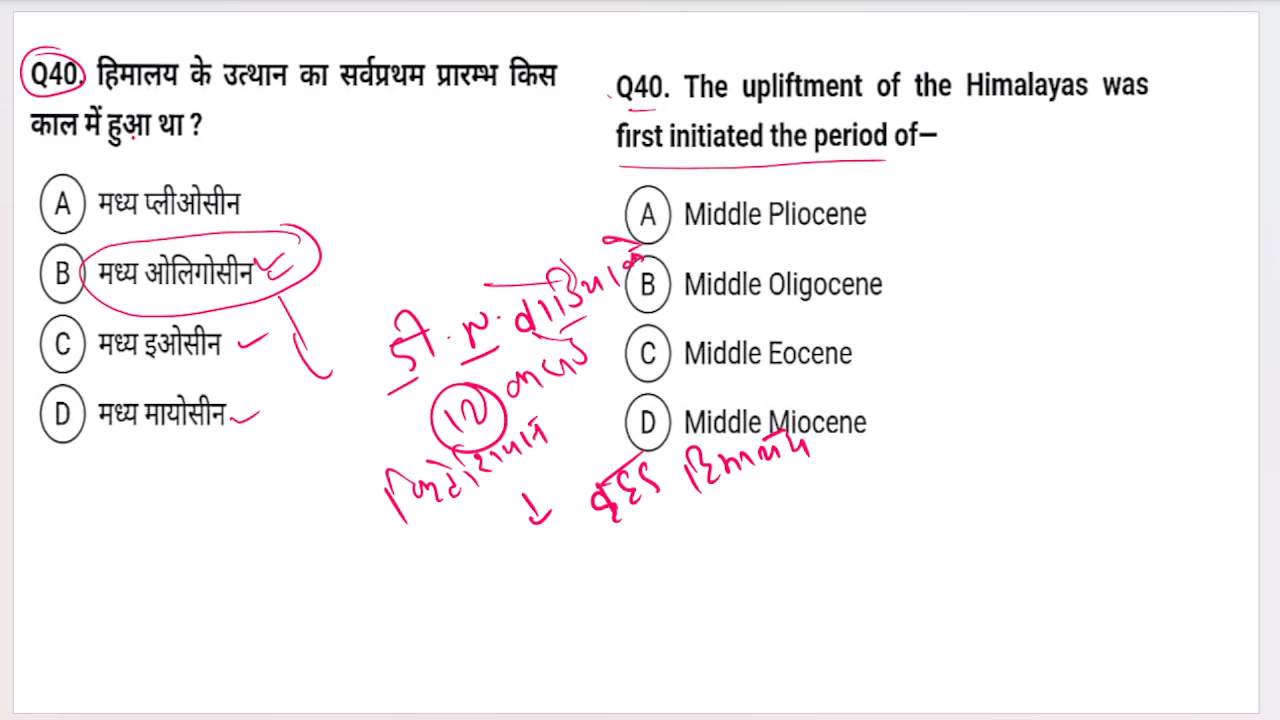 Q40. हिमालय के उत्थान का सर्वप्रथम प्रारम्भ किस
काल में हुआ था ?
A मध्य प्लीओसीन
B मध्य ओलिगोसीन
C मध्य इओसीन
D मध्य मायोसीन
Q40. The upliftment of the Himalayas was
first initiated the period of–
A Middle Pliocene
B Middle Oligocene
C Middle Eocene
D Middle Miocene
डी. एन. वाडिया